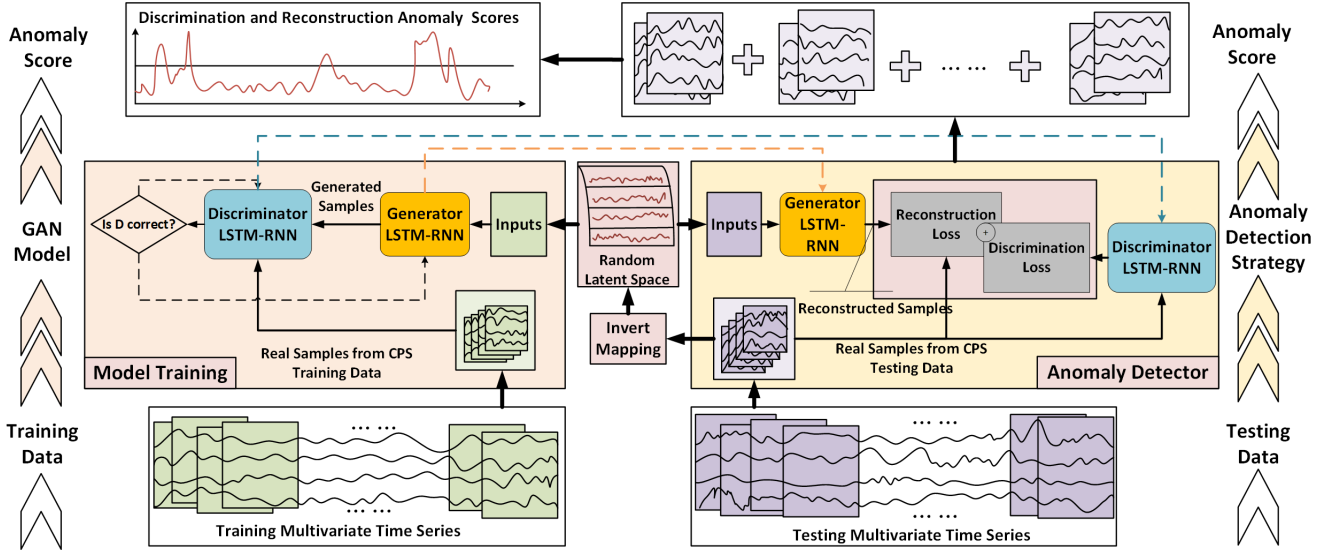 Anomaly
Score
Discrimination and Reconstruction Anomaly Scores
... ...
Anomaly
Score
GAN
Model
Is D correct?
Discriminator
LSTM-RNN
Generated
Samples
Generator
LSTM-RNN
Inputs
Real Samples from CPS
Training Data
Model Training
Random
Latent Space
Invert
Mapping
Inputs
Generator
LSTM-
RNN
Reconstruction
Loss
+
Discrimination
Loss
Discriminator
LSTM-RNN
Reconstructed Samples
Real Samples from CPS
Testing Data
Anomaly Detector
Anomaly
Detection
Strategy
Training
Data
... ...
... ...
Training Multivariate Time Series
... ...
... ...
Testing Multivariate Time Series
Testing
Data